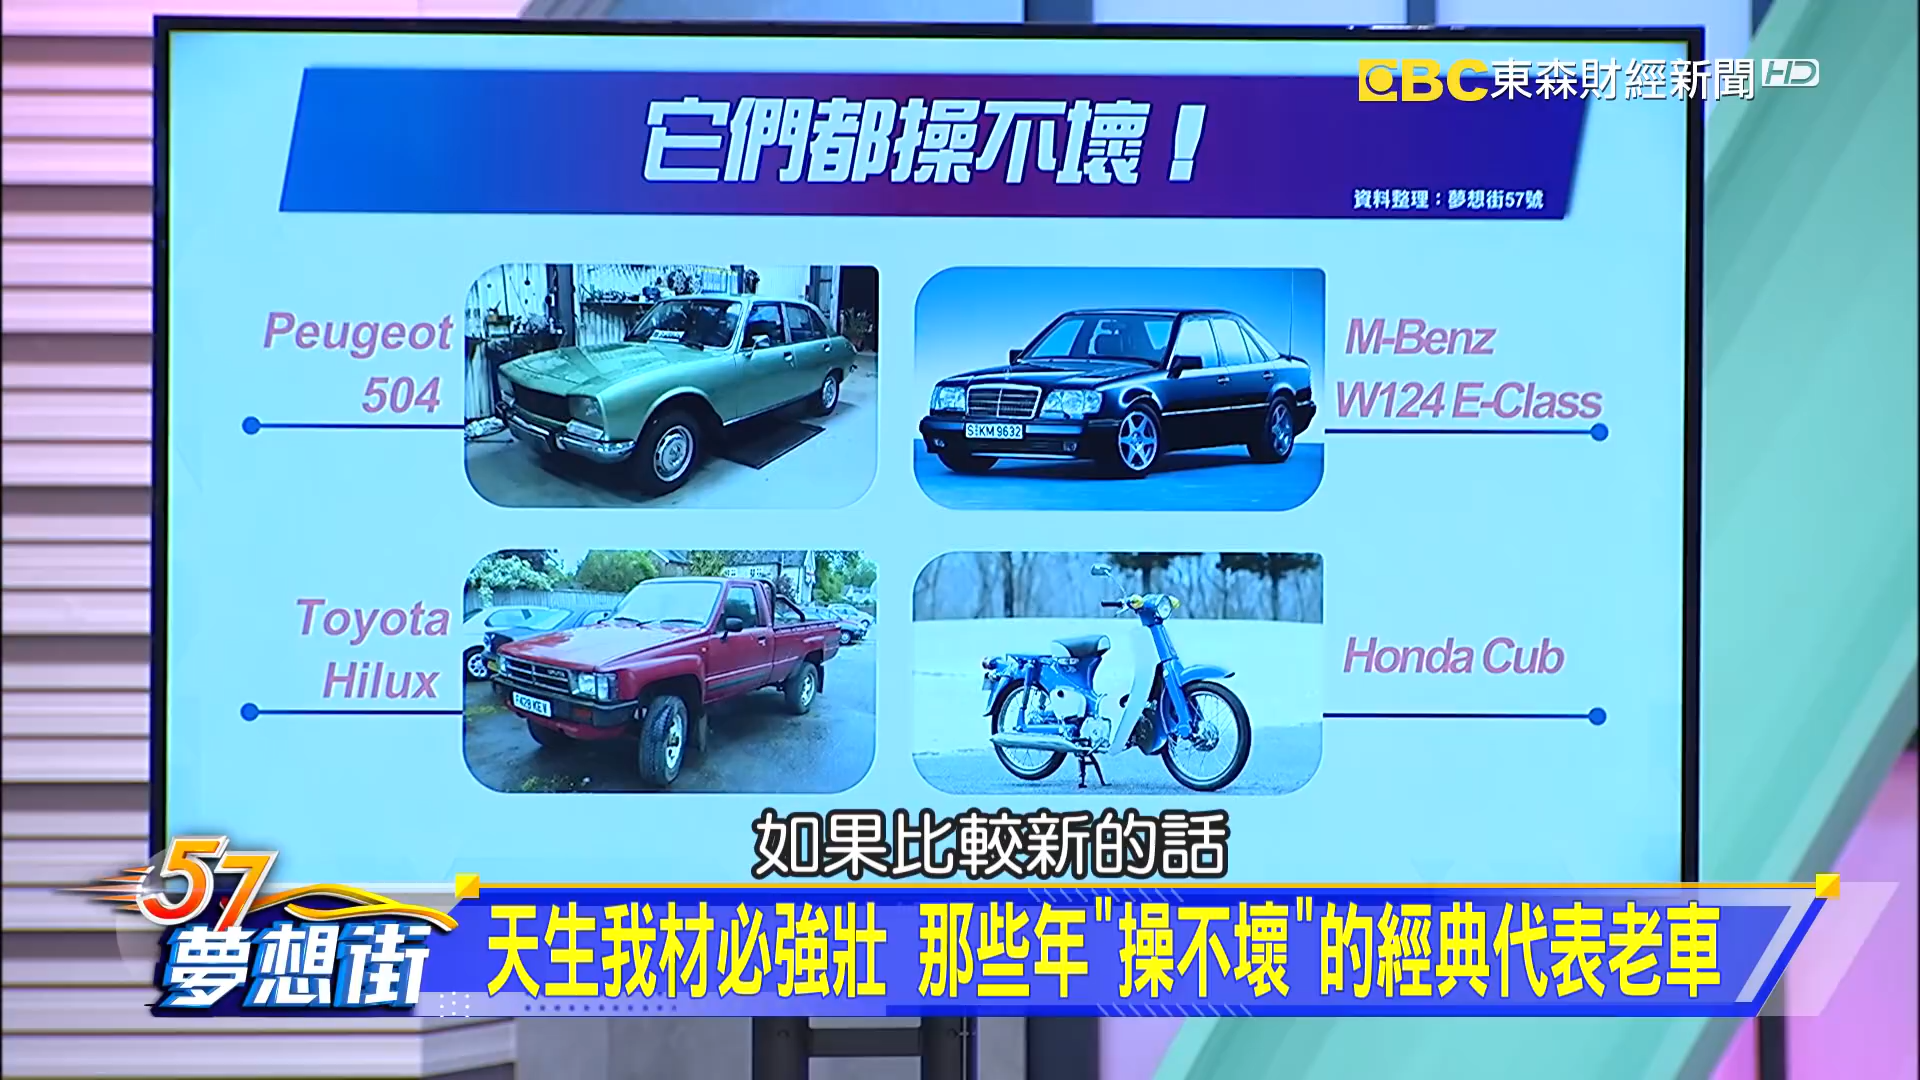 EBC東森財經新聞HD
它們都操不壞！
資料整理：夢想街57號
Peugeot
504
M-Benz
W124 E-Class
S KM 9632
Toyota
Hilux
F429 KEV
Honda Cub
如果比較新的話
57
夢想街
天生我材必強壯 那些年"操不壞"的經典代表老車